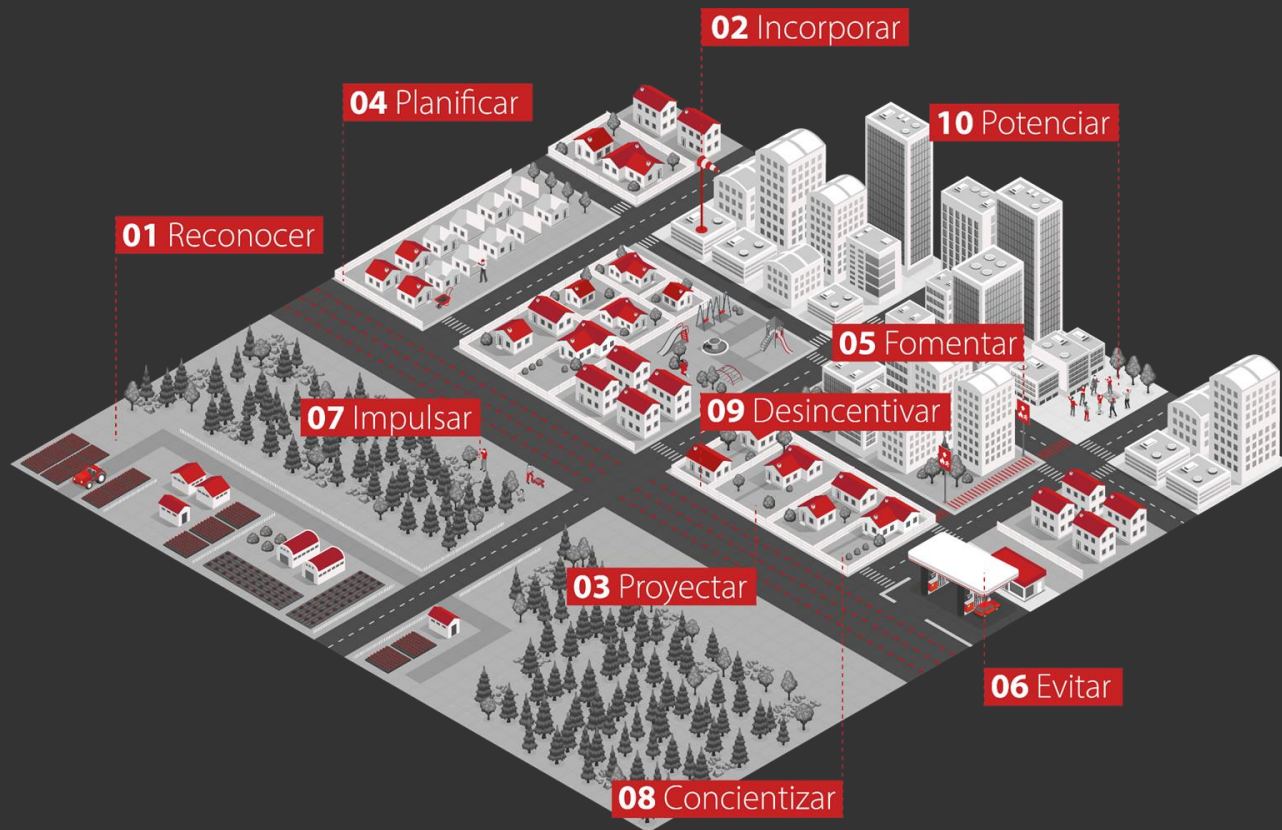 02 Incorporar
04 Planificar
10 Potenciar
01 Reconocer
05 Fomentar
07 Impulsar
09 Desincentivar
03 Proyectar
06 Evitar
08 Concientizar